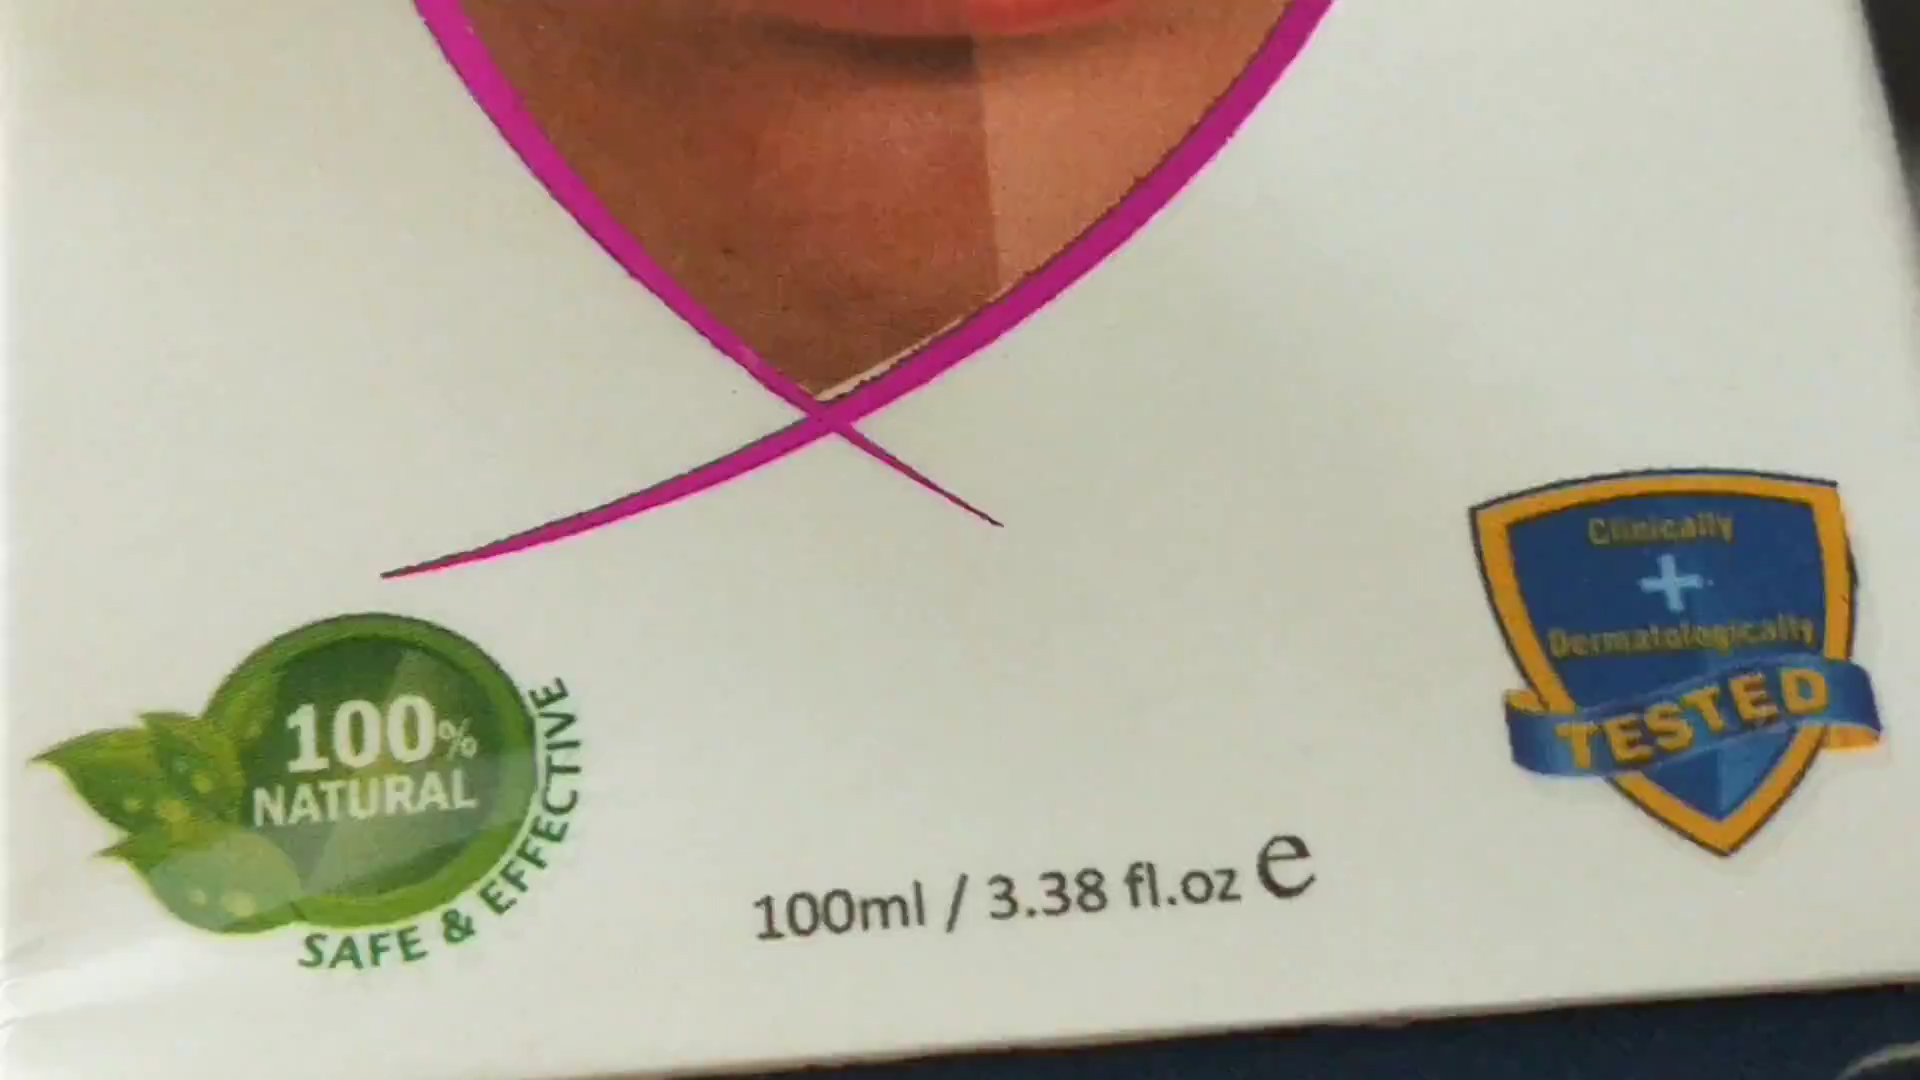 100%
NATURAL
SAFE & EFFECTIVE
100ml / 3.38 fl.oz e
Clinically
+
Dermatologically
TESTED